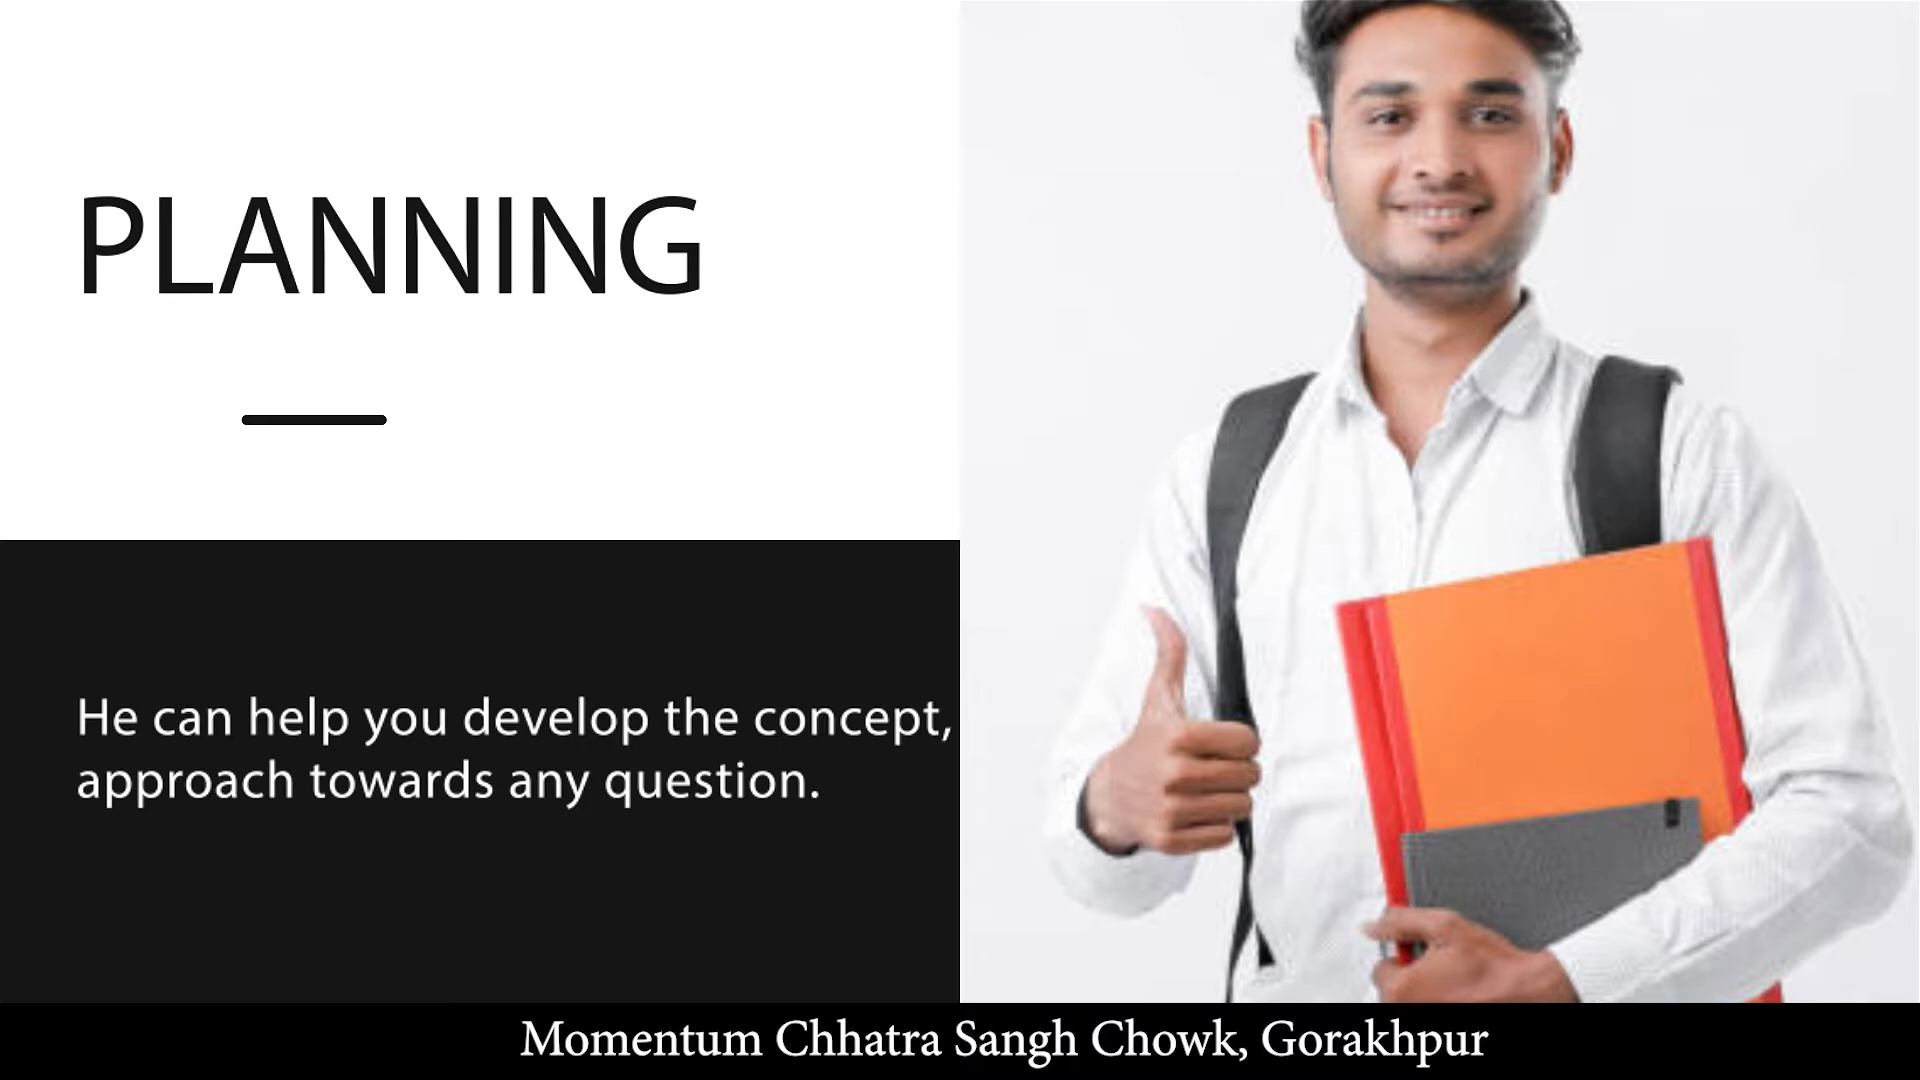 PLANNING
He can help you develop the concept,
approach towards any question.
Momentum Chhatra Sangh Chowk, Gorakhpur